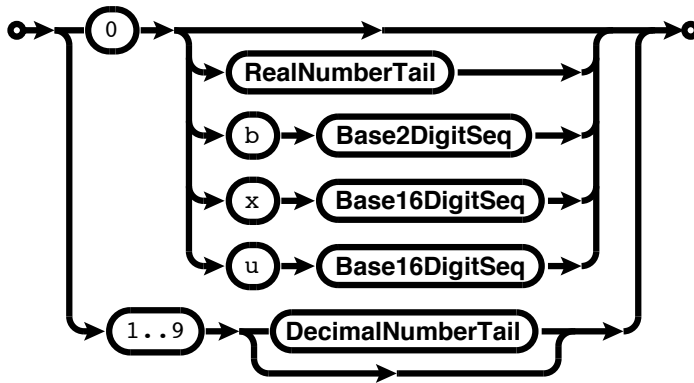 0
RealNumberTail
b Base2DigitSeq
x Base16DigitSeq
u Base16DigitSeq
1..9 DecimalNumberTail